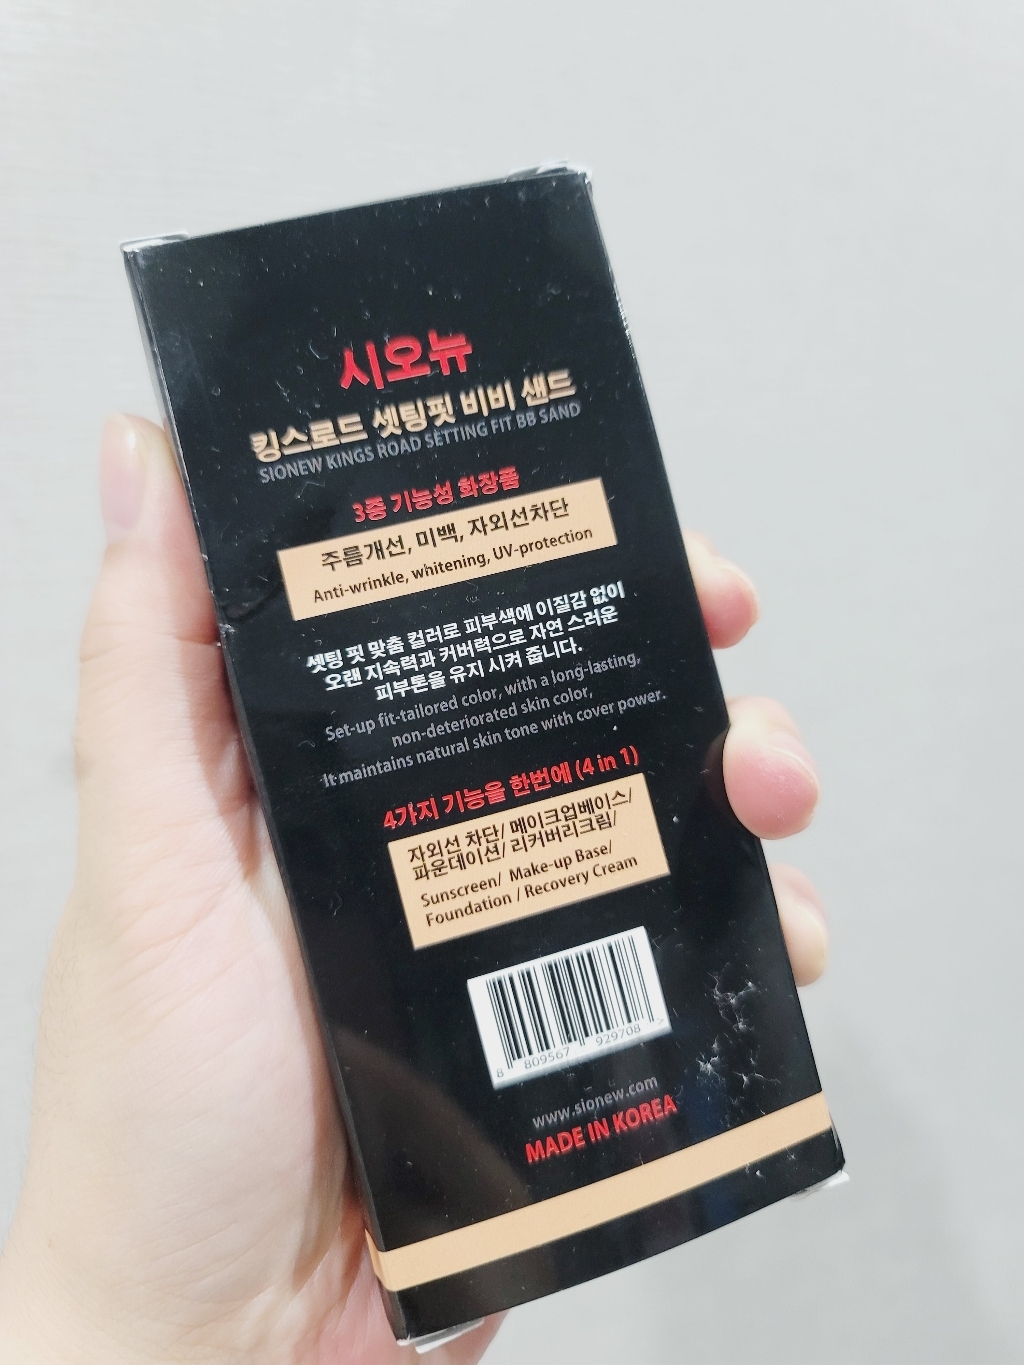 시오뉴
킹스로드 셋팅핏 비비 샌드
SIONEW KINGS ROAD SETTING FIT BB SAND
3종 기능성 화장품
주름개선, 미백, 자외선차단
Anti-wrinkle, whitening, UV-protection
셋팅 핏 맞춤 컬러로 피부색에 이질감 없이
오랜 지속력과 커버력으로 자연 스러운
피부톤을 유지 시켜 줍니다.
Set-up fit-tailored color, with a long-lasting,
non-deteriorated skin color,
It maintains natural skin tone with cover power.
4가지 기능을 한번에 (4 in 1)
자외선 차단/ 메이크업베이스/
파운데이션/ 리커버리크림/
Sunscreen/ Make-up Base/
Foundation / Recovery Cream
8 809567 929708 >
www.sionew.com
MADE IN KOREA